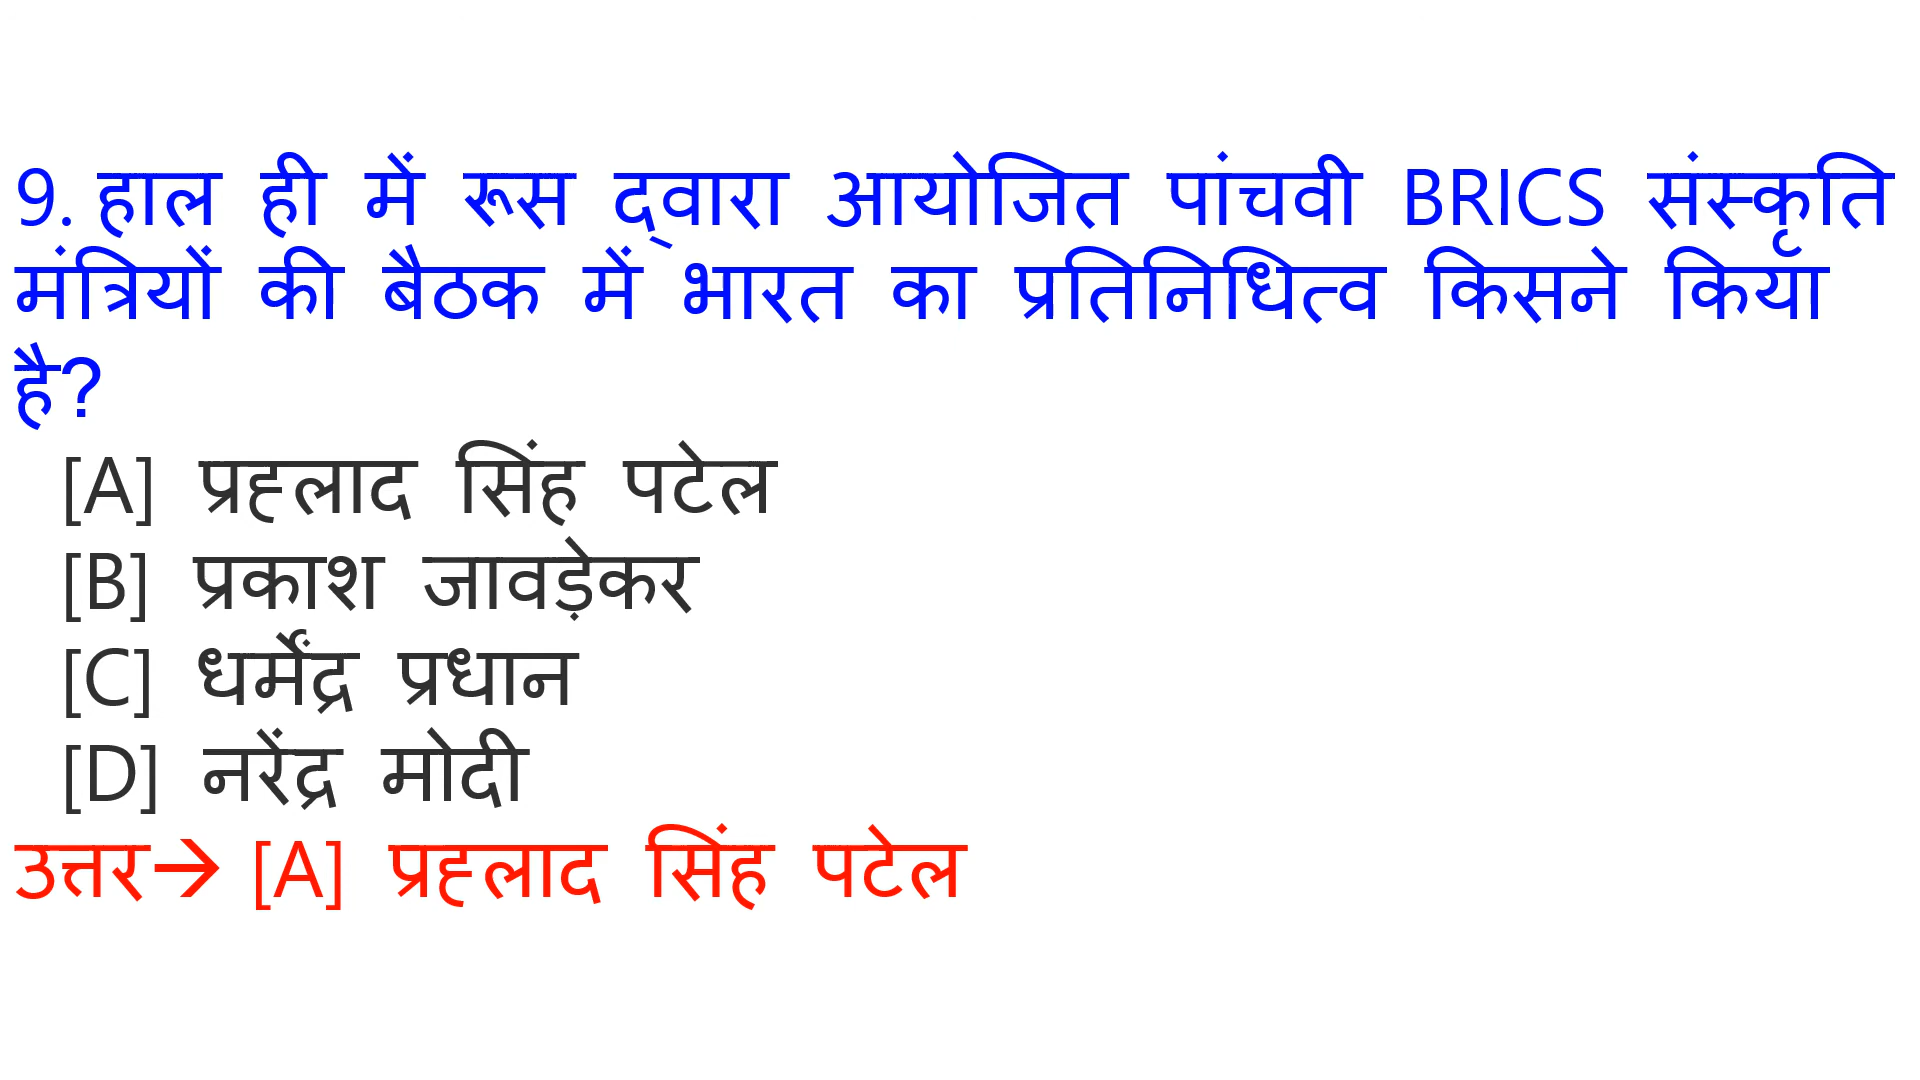 9. हाल ही में रूस द्वारा आयोजित पांचवी BRICS संस्कृति
मंत्रियों की बैठक में भारत का प्रतिनिधित्व किसने किया
है?
[A] प्रह्लाद सिंह पटेल
[B] प्रकाश जावड़ेकर
[C] धर्मेंद्र प्रधान
[D] नरेंद्र मोदी
उत्तर→ [A] प्रह्लाद सिंह पटेल